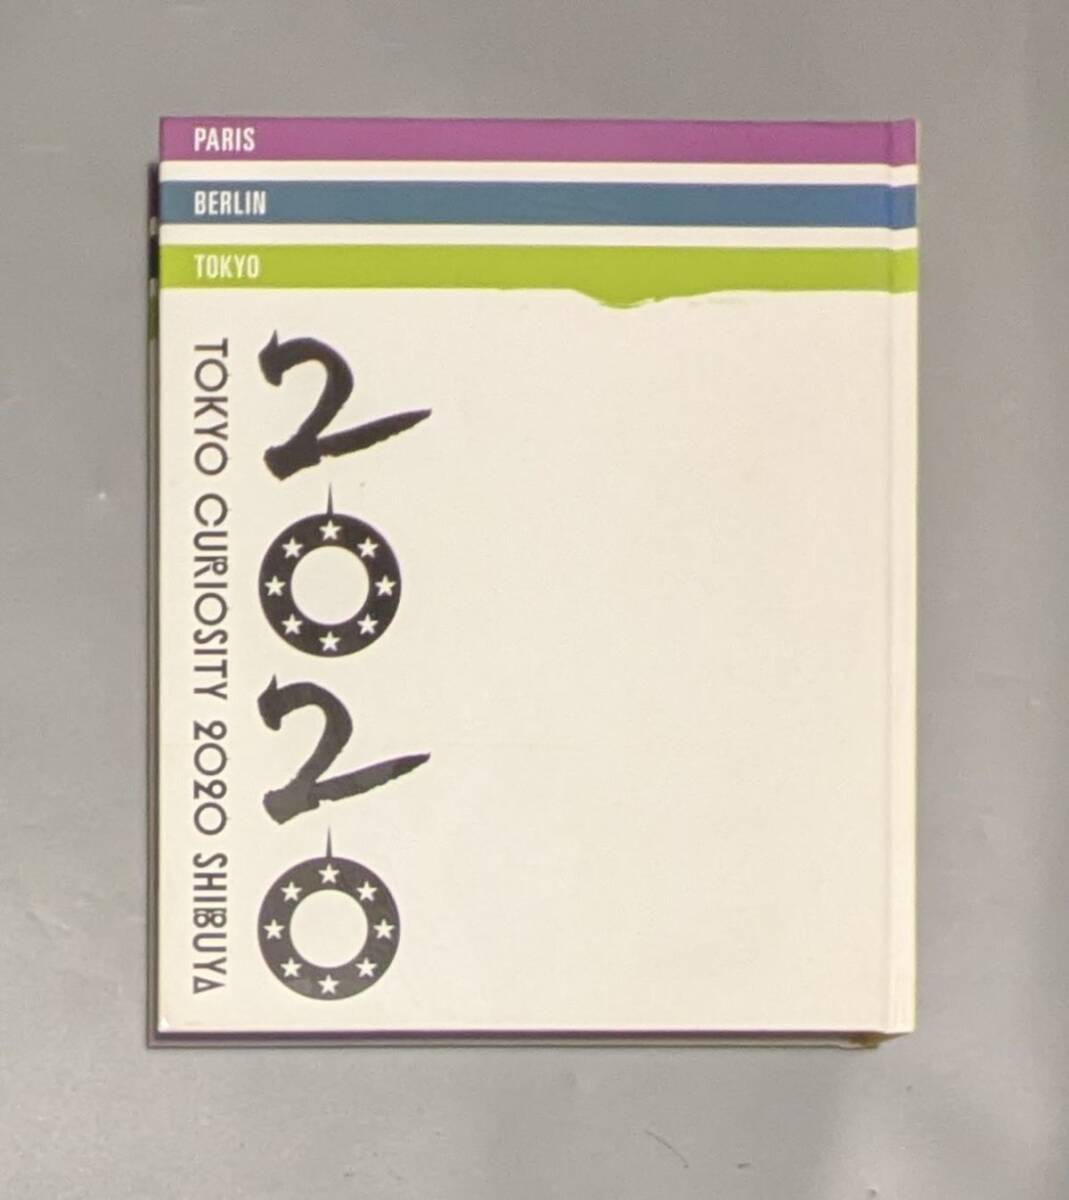 PARIS
BERLIN
TOKYO
2020
TOKYO CURIOSITY 2020 SHIBUYA